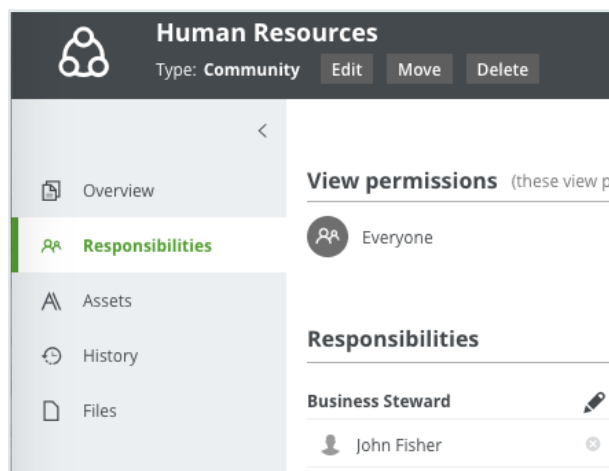 Human Resources
Type: Community Edit Move Delete
Overview
Responsibilities
Assets
History
Files
View permissions (these view
Everyone
Responsibilities
Business Steward
John Fisher